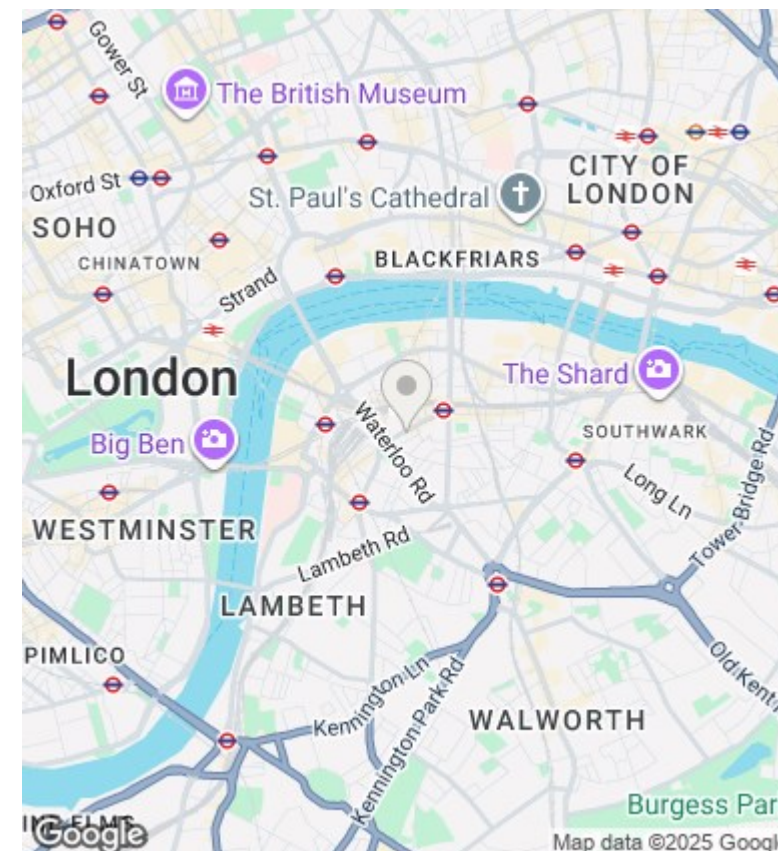 Gower St
The British Museum
Oxford St
St. Paul's Cathedral
CITY OF
LONDON
SOHO
CHINATOWN
BLACKFRIARS
Strand
London
The Shard
Big Ben
Waterloo Rd
SOUTHWARK
Long Ln
Tower Bridge Rd
WESTMINSTER
Lambeth Rd
LAMBETH
PIMLICO
Old Kent
Kennington Ln
Kennington Park Rd
WALWORTH
Burgess Par
Google
Map data ©2025 Googl